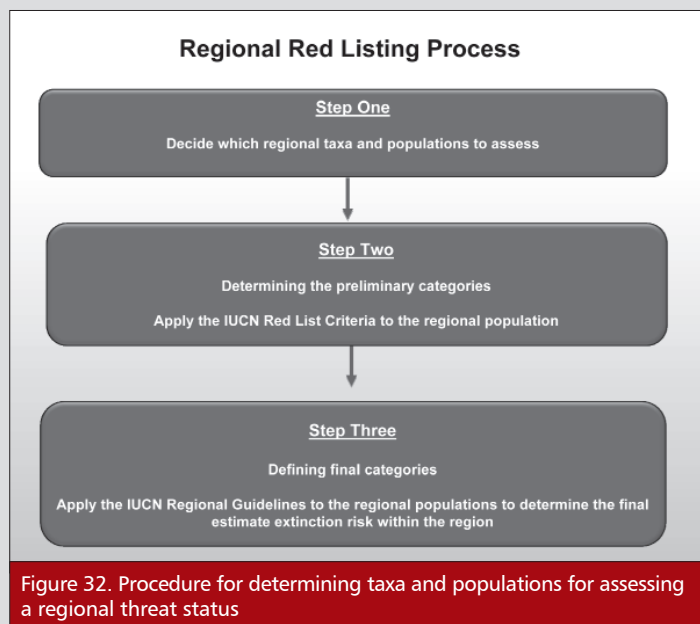 Regional Red Listing Process
Step One
Decide which regional taxa and populations to assess
Step Two
Determining the preliminary categories
Apply the IUCN Red List Criteria to the regional population
Step Three
Defining final categories
Apply the IUCN Regional Guidelines to the regional populations to determine the final
estimate extinction risk within the region
Figure 32. Procedure for determining taxa and populations for assessing
a regional threat status